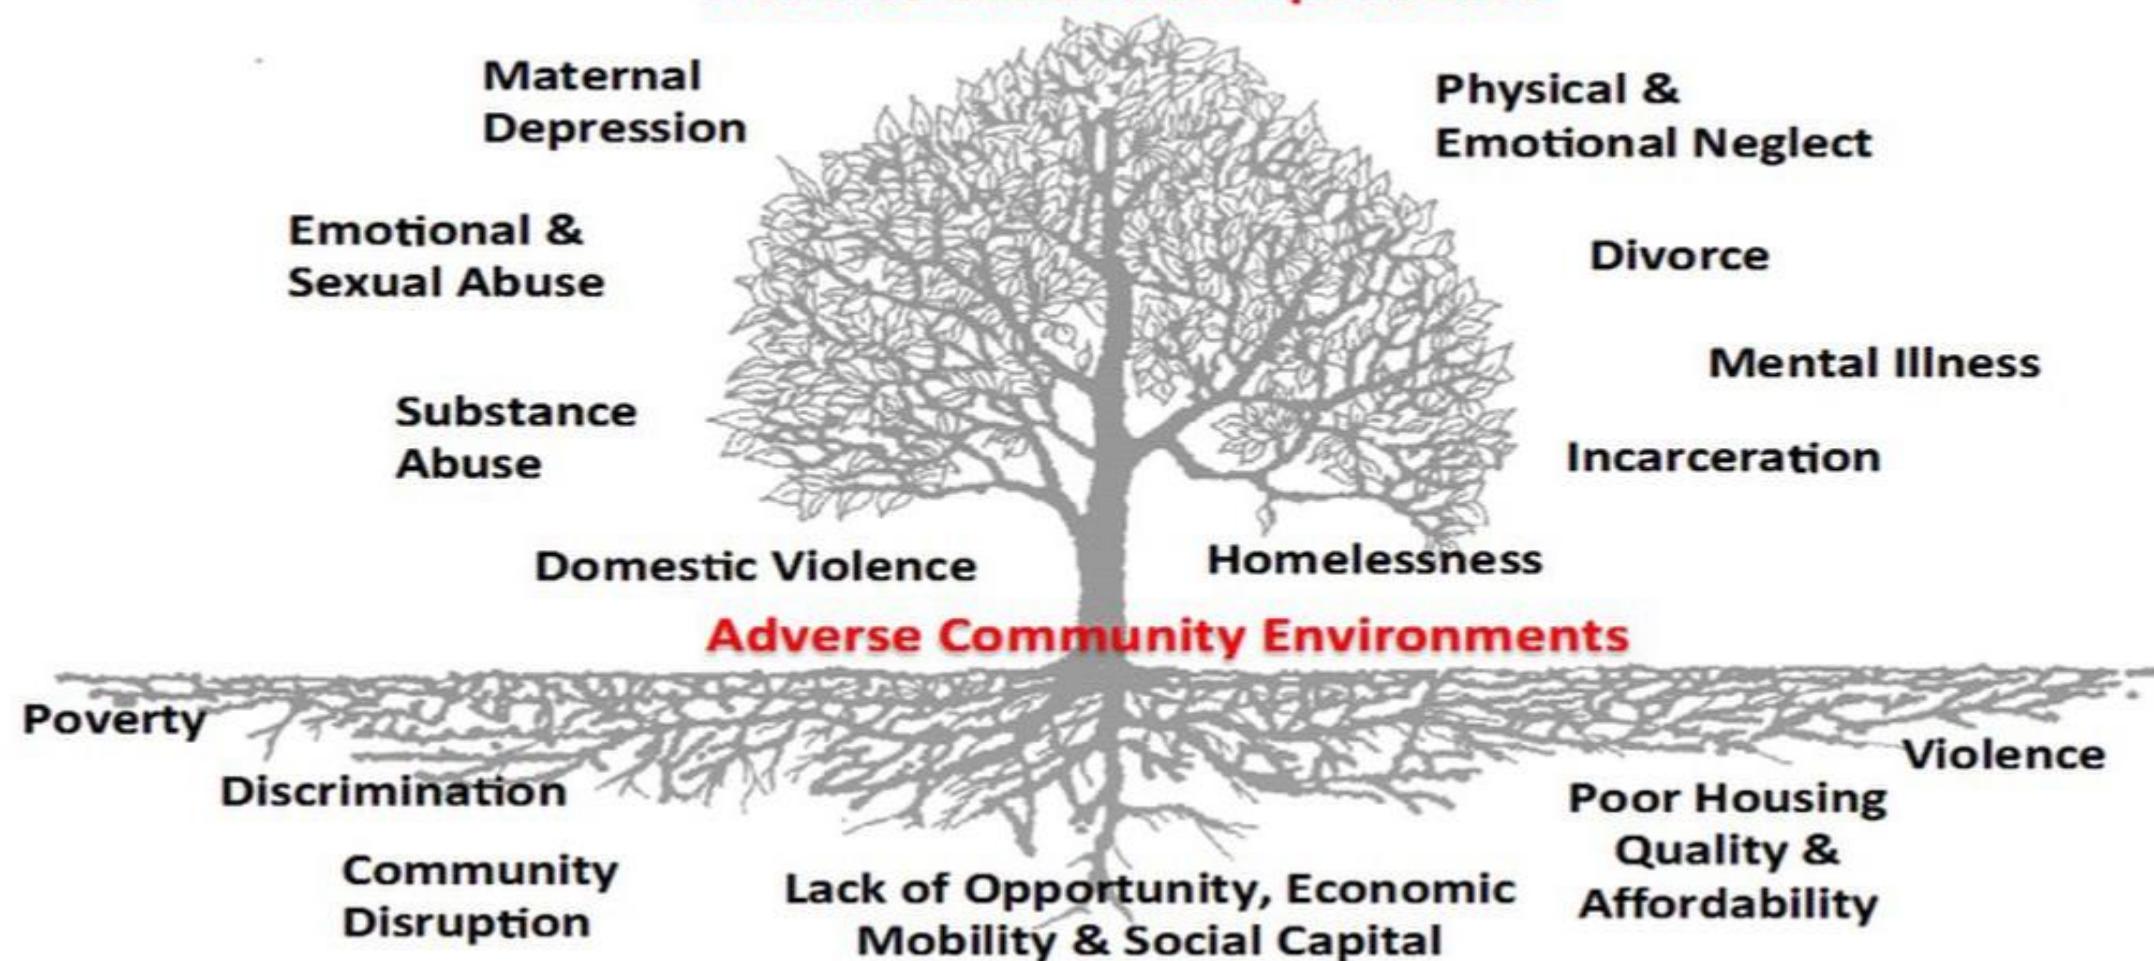 Maternal
Depression
Physical &
Emotional Neglect
Emotional &
Sexual Abuse
Divorce
Mental Illness
Substance
Abuse
Incarceration
Domestic Violence
Homelessness
Adverse Community Environments
Poverty
Violence
Discrimination
Poor Housing
Quality &
Affordability
Community
Disruption
Lack of Opportunity, Economic
Mobility & Social Capital